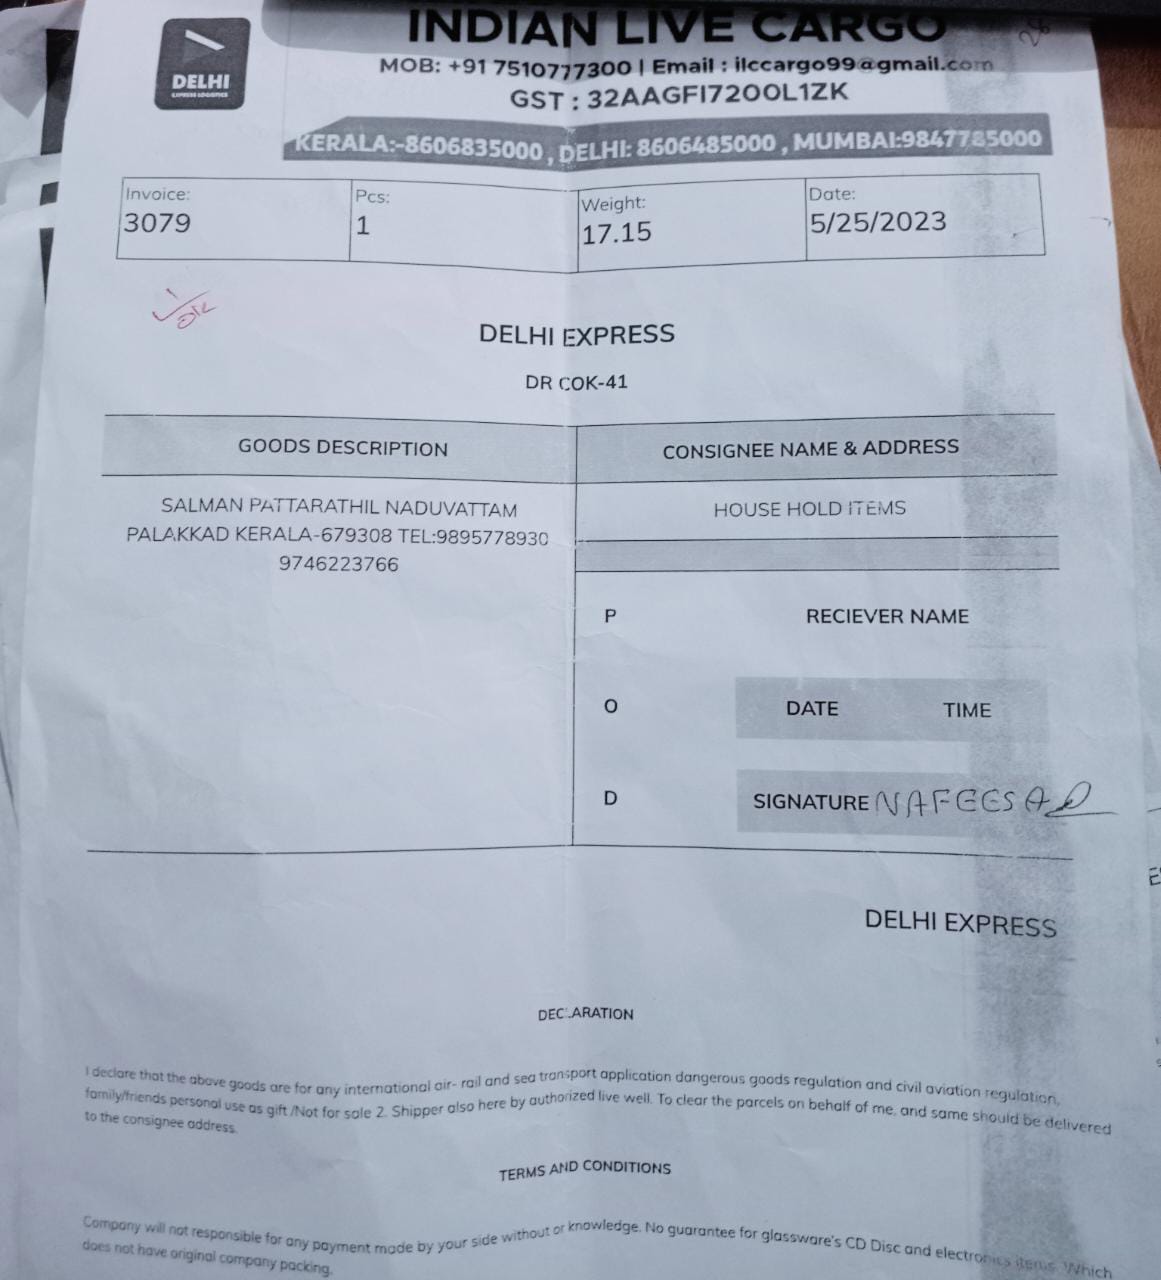 DELHI
EXPRESS LOGISTICS
INDIAN LIVE CARGO
MOB: +91 7510777300 | Email : ilccargo99@gmail.com
GST : 32AAGFI7200L1ZK
KERALA:-8606835000 , DELHI: 8606485000 , MUMBAI:9847785000
Invoice: Pcs: Weight: Date:
3079 1 17.15 5/25/2023
DELHI EXPRESS
DR COK-41
GOODS DESCRIPTION CONSIGNEE NAME & ADDRESS
SALMAN PATTARATHIL NADUVATTAM HOUSE HOLD ITEMS
PALAKKAD KERALA-679308 TEL:9895778930
9746223766
P RECIEVER NAME
O DATE TIME
D SIGNATURE NAFEESA
DELHI EXPRESS
DECLARATION
I declare that the above goods are for any international air- rail and sea transport application dangerous goods regulation and civil aviation regulation,
family/friends personal use as gift /Not for sale 2. Shipper also here by authorized live well. To clear the parcels on behalf of me, and same should be delivered
to the consignee address.
TERMS AND CONDITIONS
Company will not responsible for any payment made by your side without or knowledge. No guarantee for glassware's CD Disc and electronics items. Which
does not have original company packing.